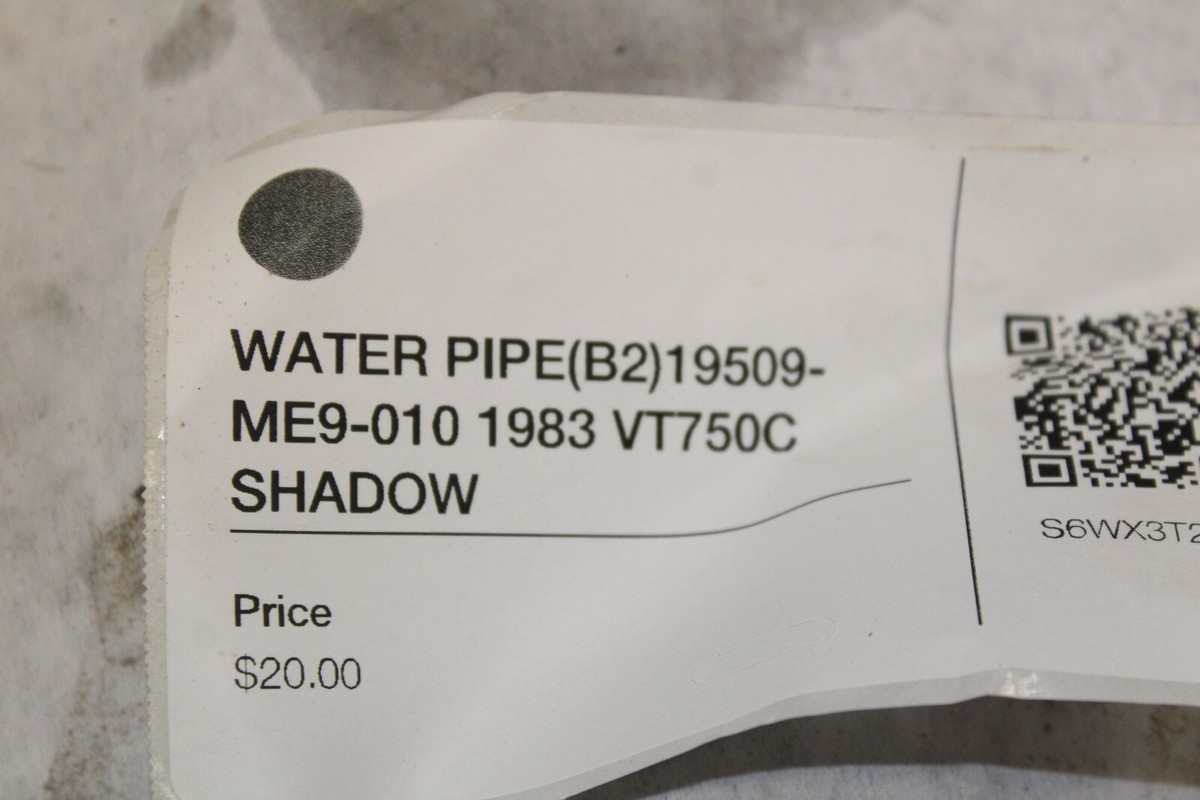 WATER PIPE(B2)19509-
ME9-010 1983 VT750C
SHADOW
Price
$20.00
S6WX3T2